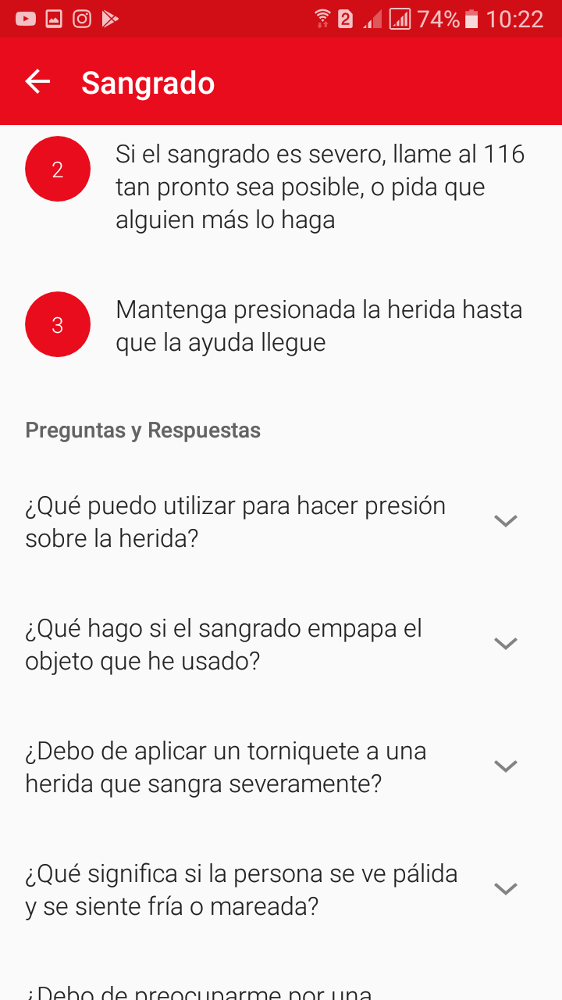 2 74% 10:22
Sangrado
2
Si el sangrado es severo, llame al 116
tan pronto sea posible, o pida que
alguien más lo haga
3
Mantenga presionada la herida hasta
que la ayuda llegue
Preguntas y Respuestas
¿Qué puedo utilizar para hacer presión
sobre la herida?
¿Qué hago si el sangrado empapa el
objeto que he usado?
¿Debo de aplicar un torniquete a una
herida que sangra severamente?
¿Qué significa si la persona se ve pálida
y se siente fría o mareada?
¿Debo de preocuparme por una